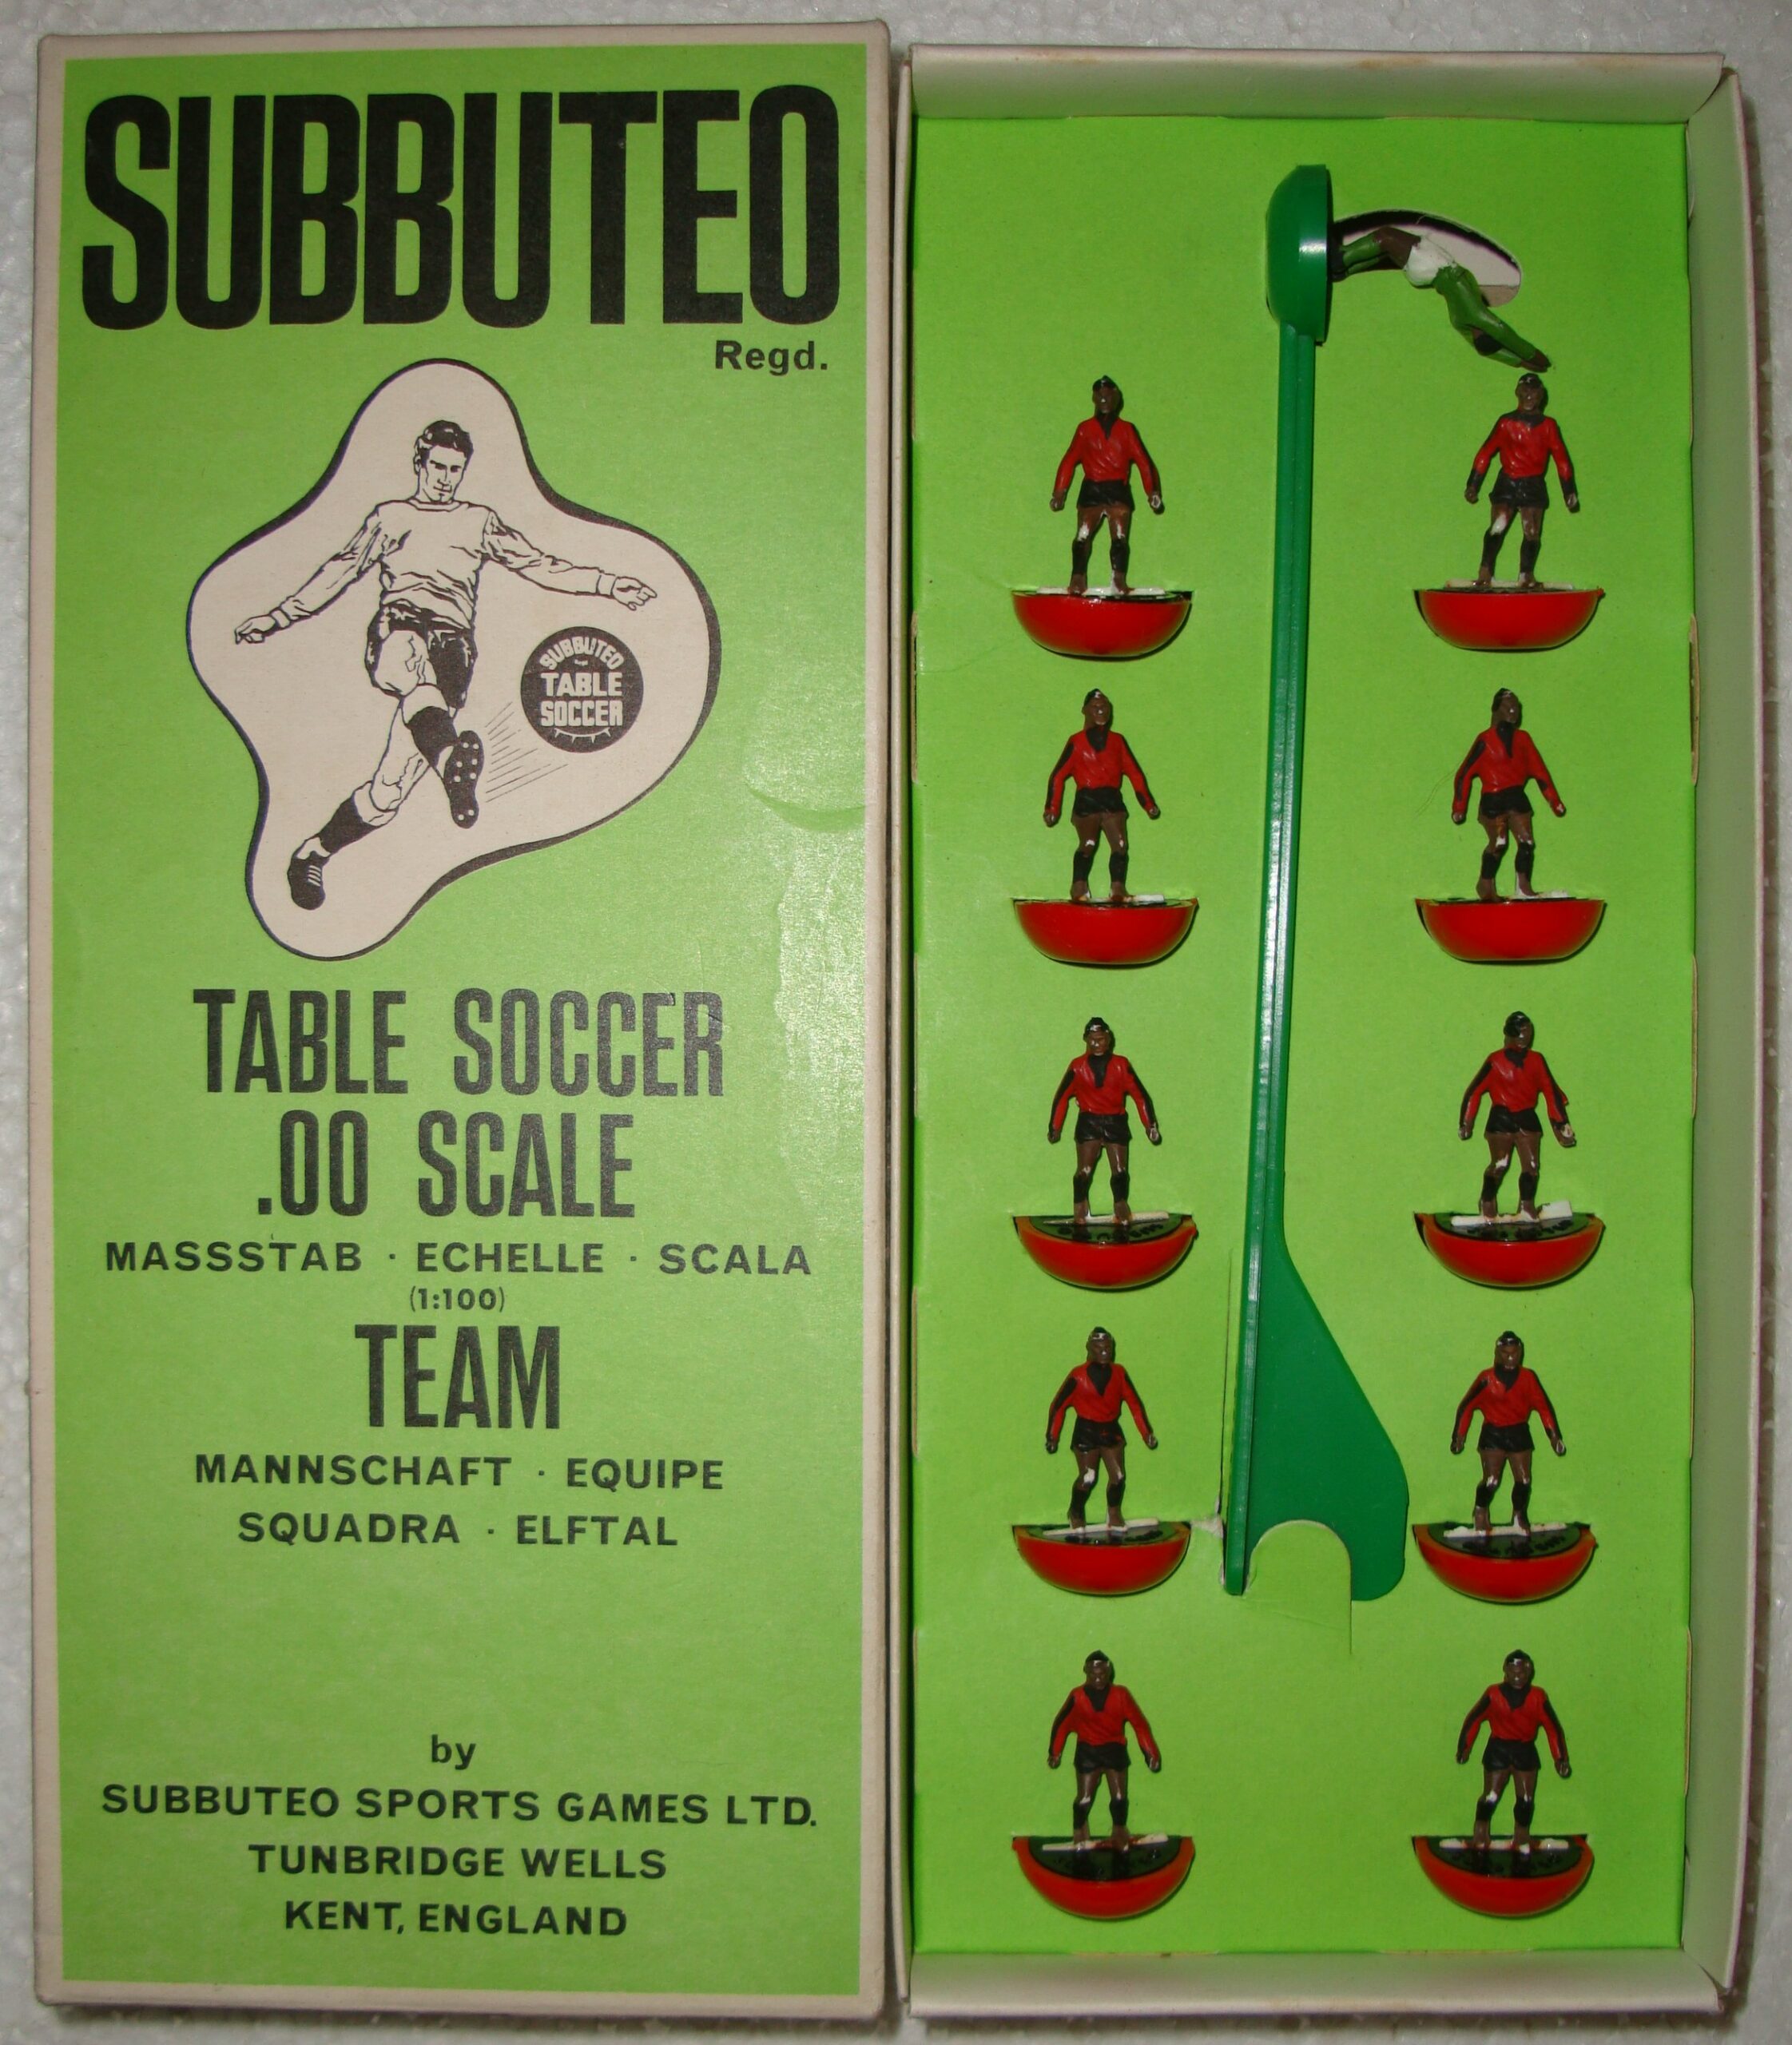 SUBBUTEO
Regd.
SUBBUTEO
TABLE
SOCCER
TABLE SOCCER
.00 SCALE
MASSSTAB · ECHELLE · SCALA
(1:100)
TEAM
MANNSCHAFT · EQUIPE
SQUADRA · ELFTAL
by
SUBBUTEO SPORTS GAMES LTD.
TUNBRIDGE WELLS
KENT, ENGLAND